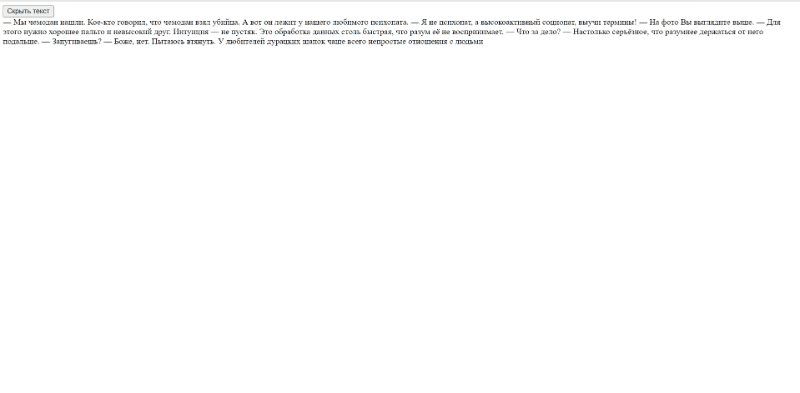 Скрыть текст
— Мы чемодан нашли. Кое-кто говорил, что чемодан взял убийца. А вот он лежит у нашего любимого психопата. — Я не психопат, а высокоактивный социопат, выучи термины! — На фото Вы выглядите выше. — Для
этого нужно хорошее пальто и невысокий друг. Интуиция — не пустяк. Это обработка данных столь быстрая, что разум её не воспринимает. — Что за дело? — Настолько серьёзное, что разумнее держаться от него
подальше. — Запугиваешь? — Боже, нет. Пытаюсь втянуть. У любителей дурацких шапок чаще всего непростые отношения с людьми